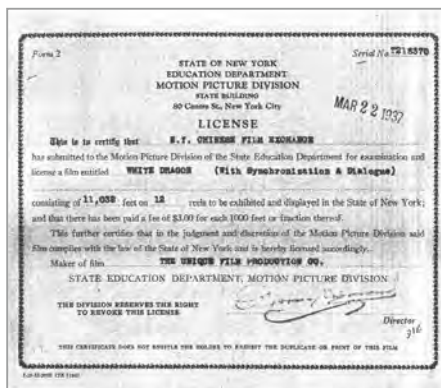 Form 2
Serial No. 7218370
STATE OF NEW YORK
EDUCATION DEPARTMENT
MOTION PICTURE DIVISION
STATE BUILDING
80 Centre St., New York City
MAR 22 1937
LICENSE
This is to certify that N.Y. CHINESE FILM EXCHANGE
has submitted to the Motion Picture Division of the State Education Department for examination and
license a film entitled WHITE DRAGON (With Synchronization & Dialogue)
consisting of 11,032 feet on 12 reels to be exhibited and displayed in the State of New York;
and that there has been paid a fee of $3.00 for each 1000 feet or fraction thereof.
This further certifies that in the judgment and discretion of the Motion Picture Division said
film complies with the law of the State of New York and is hereby licensed accordingly.
Maker of film THE UNIQUE FILM PRODUCTION CO.
STATE EDUCATION DEPARTMENT, MOTION PICTURE DIVISION
THE DIVISION RESERVES THE RIGHT
TO REVOKE THIS LICENSE
Director
THIS CERTIFICATE DOES NOT ENTITLE THE HOLDER TO EXHIBIT THE DUPLICATE OR PRINT OF THIS FILM